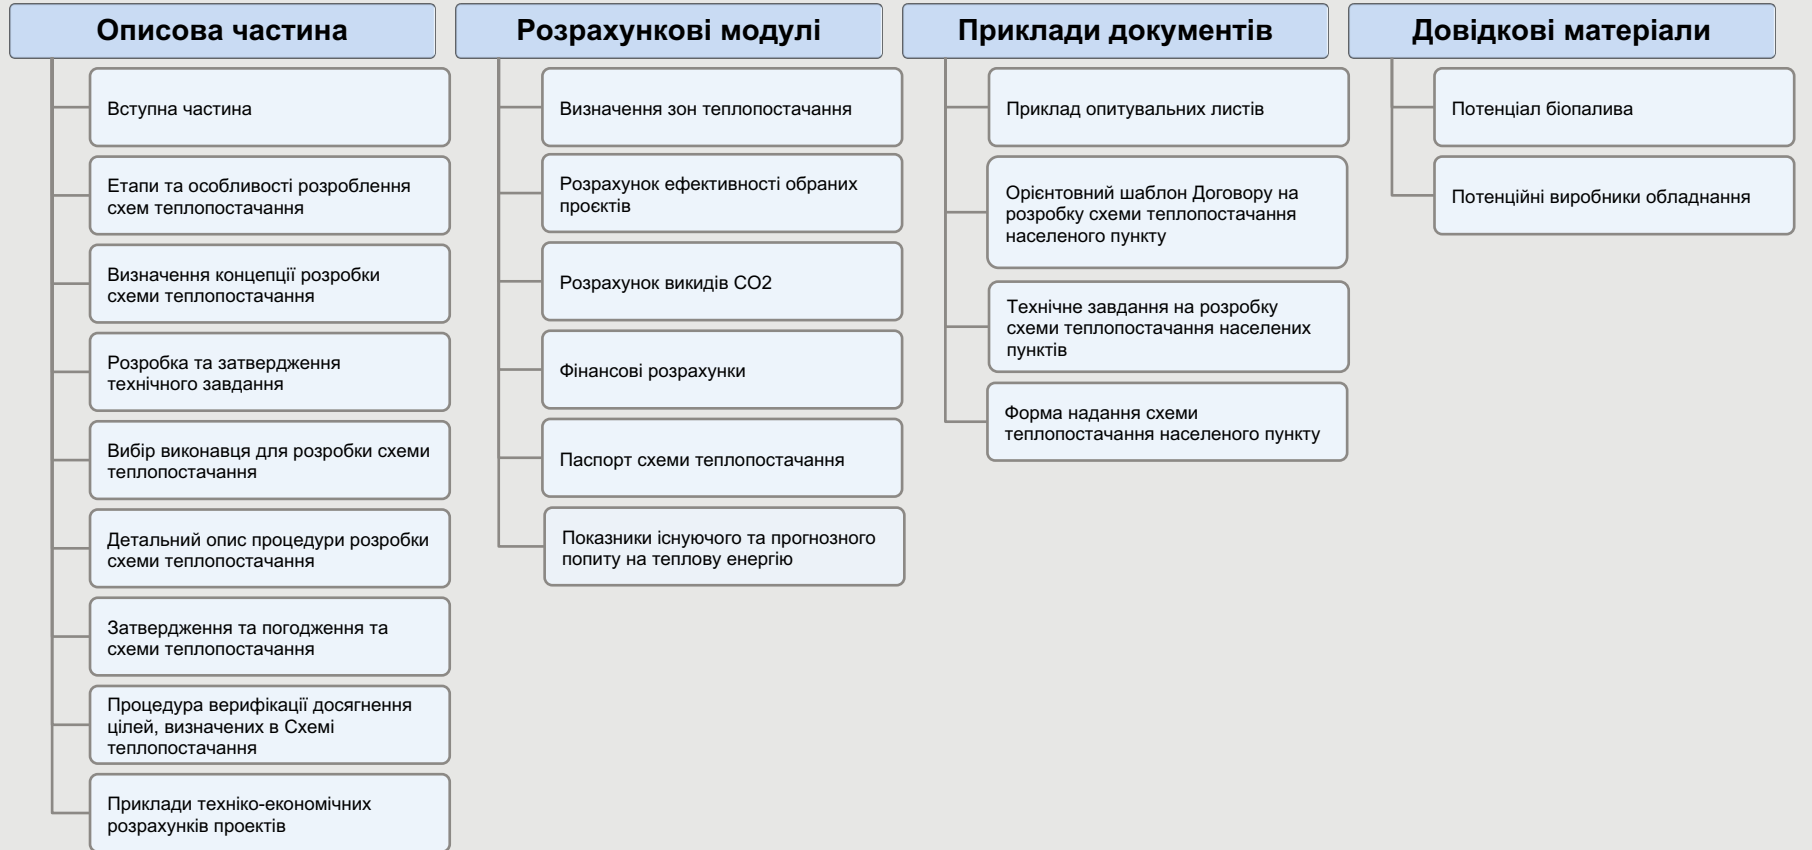 Описова частина
Вступна частина
Етапи та особливості розроблення
схем теплопостачання
Визначення концепції розробки
схеми теплопостачання
Розробка та затвердження
технічного завдання
Вибір виконавця для розробки схеми
теплопостачання
Детальний опис процедури розробки
схеми теплопостачання
Затвердження та погодження та
схеми теплопостачання
Процедура верифікації досягнення
цілей, визначених в Схемі
теплопостачання
Приклади техніко-економічних
розрахунків проектів
Розрахункові модулі
Визначення зон теплопостачання
Розрахунок ефективності обраних
проєктів
Розрахунок викидів СО2
Фінансові розрахунки
Паспорт схеми теплопостачання
Показники існуючого та прогнозного
попиту на теплову енергію
Приклади документів
Приклад опитувальних листів
Орієнтовний шаблон Договору на
розробку схеми теплопостачання
населеного пункту
Технічне завдання на розробку
схеми теплопостачання населених
пунктів
Форма надання схеми
теплопостачання населеного пункту
Довідкові матеріали
Потенціал біопалива
Потенційні виробники обладнання